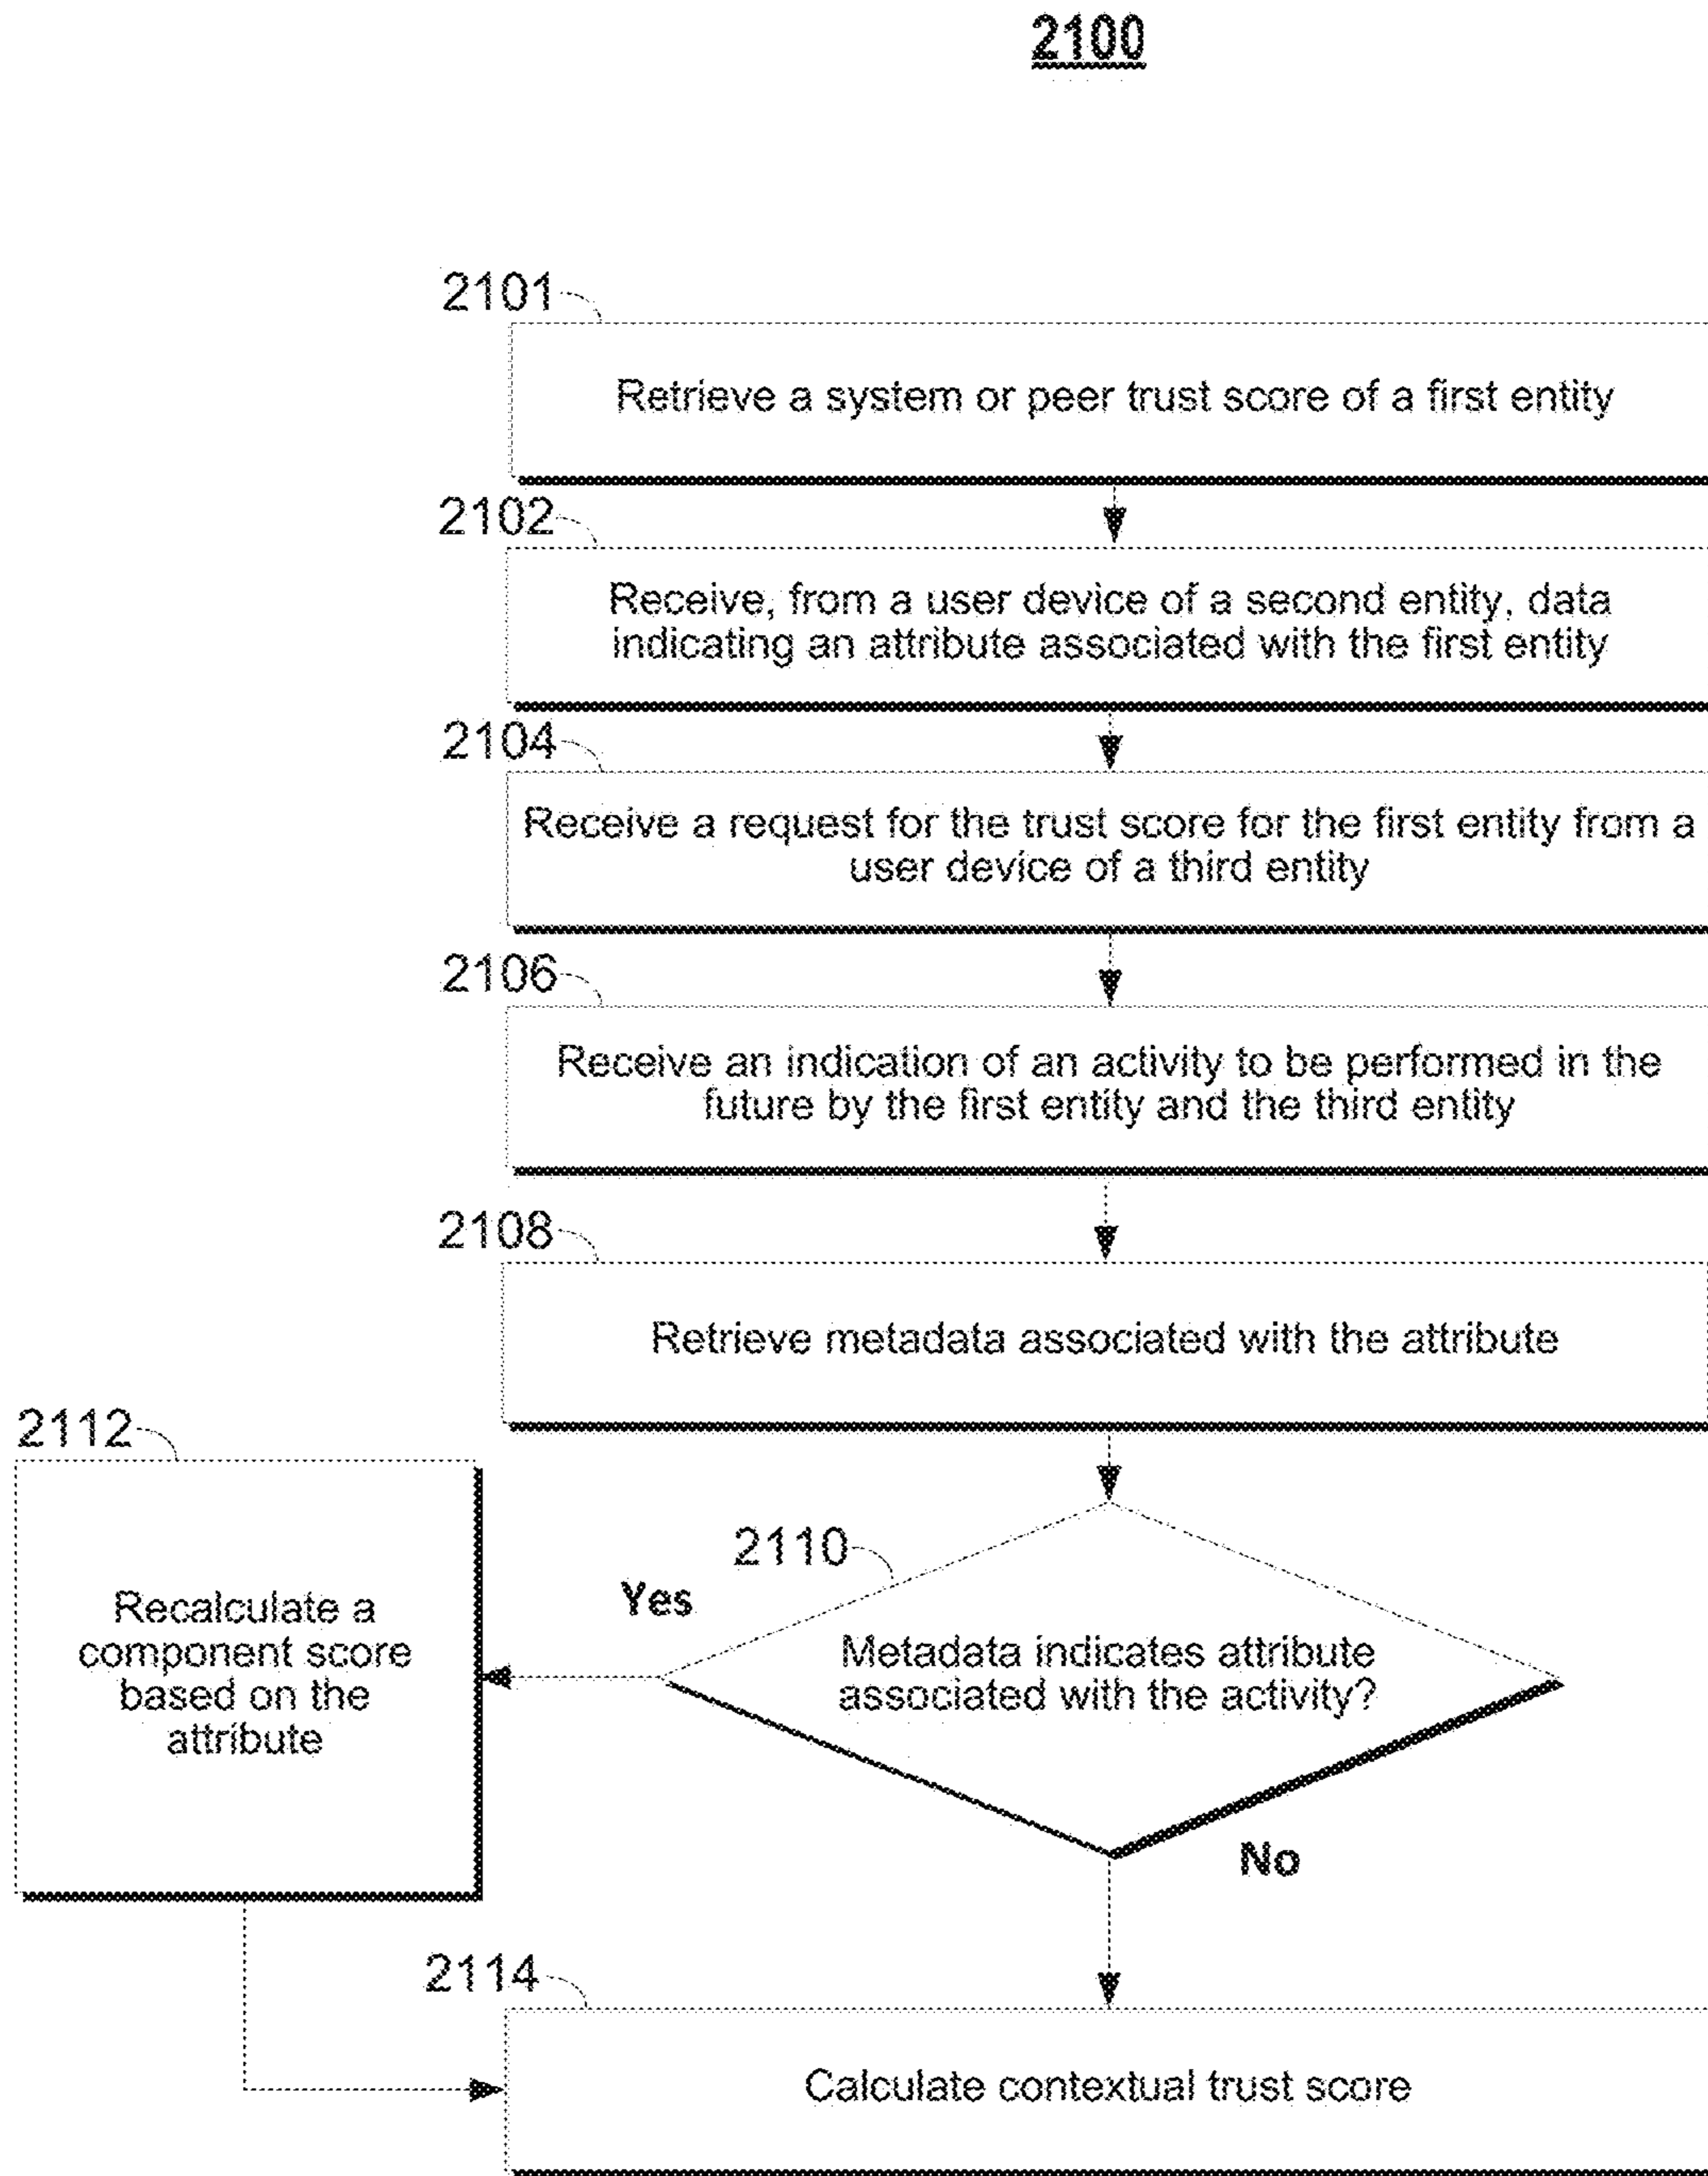 2100
2101
Retrieve a system or peer trust score of a first entity
2102
Receive, from a user device of a second entity, data
indicating an attribute associated with the first entity
2104
Receive a request for the trust score for the first entity from a
user device of a third entity
2106
Receive an indication of an activity to be performed in the
future by the first entity and the third entity
2108
Retrieve metadata associated with the attribute
2112
Recalculate a
component score
based on the
attribute
2110
Yes
Metadata indicates attribute
associated with the activity?
No
2114
Calculate contextual trust score